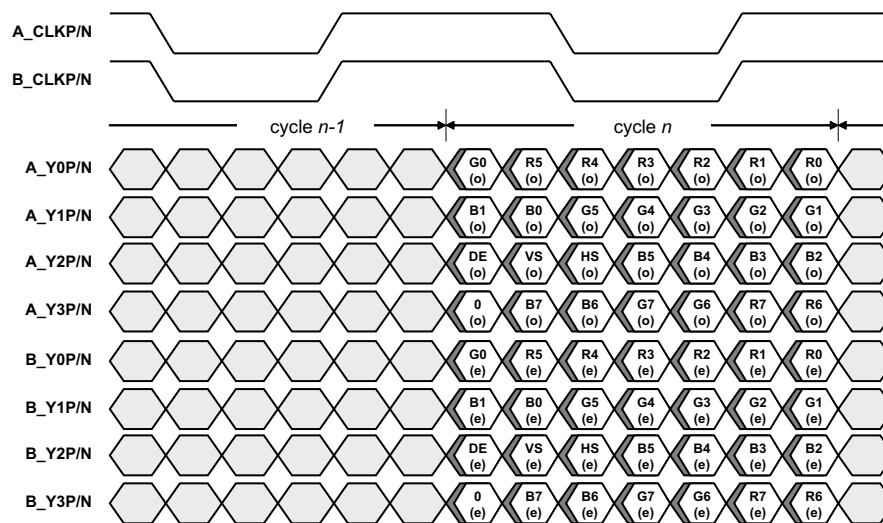 A_CLKP/N
B_CLKP/N
cycle n-1 cycle n
A_Y0P/N G0 (o) R5 (o) R4 (o) R3 (o) R2 (o) R1 (o) R0 (o)
A_Y1P/N B1 (o) B0 (o) G5 (o) G4 (o) G3 (o) G2 (o) G1 (o)
A_Y2P/N DE (o) VS (o) HS (o) B5 (o) B4 (o) B3 (o) B2 (o)
A_Y3P/N 0 (o) B7 (o) B6 (o) G7 (o) G6 (o) R7 (o) R6 (o)
B_Y0P/N G0 (e) R5 (e) R4 (e) R3 (e) R2 (e) R1 (e) R0 (e)
B_Y1P/N B1 (e) B0 (e) G5 (e) G4 (e) G3 (e) G2 (e) G1 (e)
B_Y2P/N DE (e) VS (e) HS (e) B5 (e) B4 (e) B3 (e) B2 (e)
B_Y3P/N 0 (e) B7 (e) B6 (e) G7 (e) G6 (e) R7 (e) R6 (e)